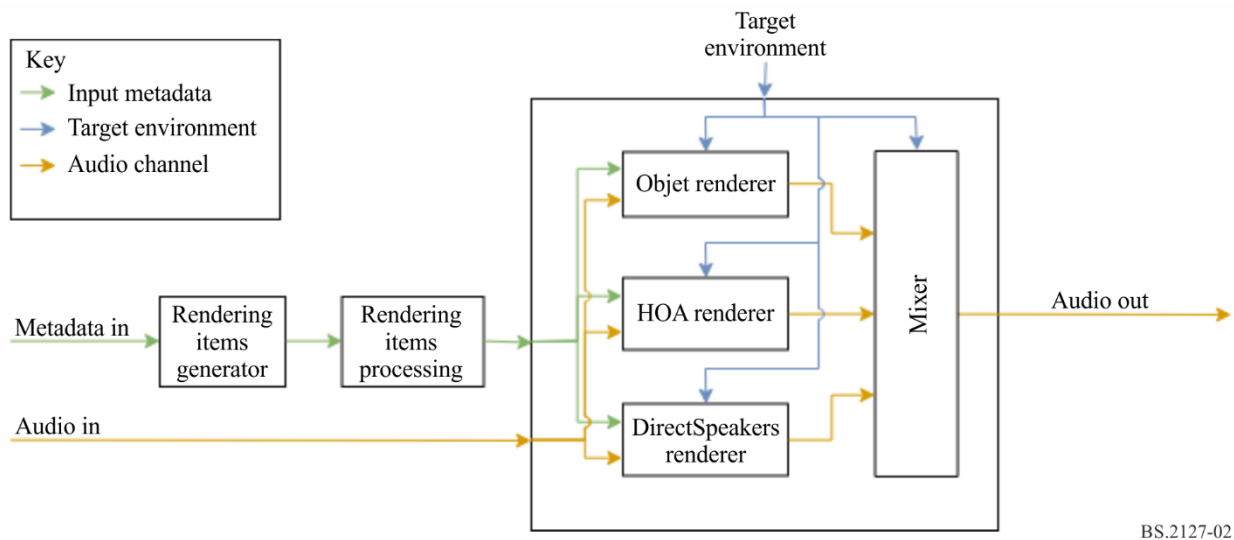 Target
environment
Key
Input metadata
Target environment
Audio channel
Objet renderer
HOA renderer
Mixer
Audio out
Metadata in
Rendering
items
generator
Rendering
items
processing
Audio in
DirectSpeakers
renderer
BS.2127-02